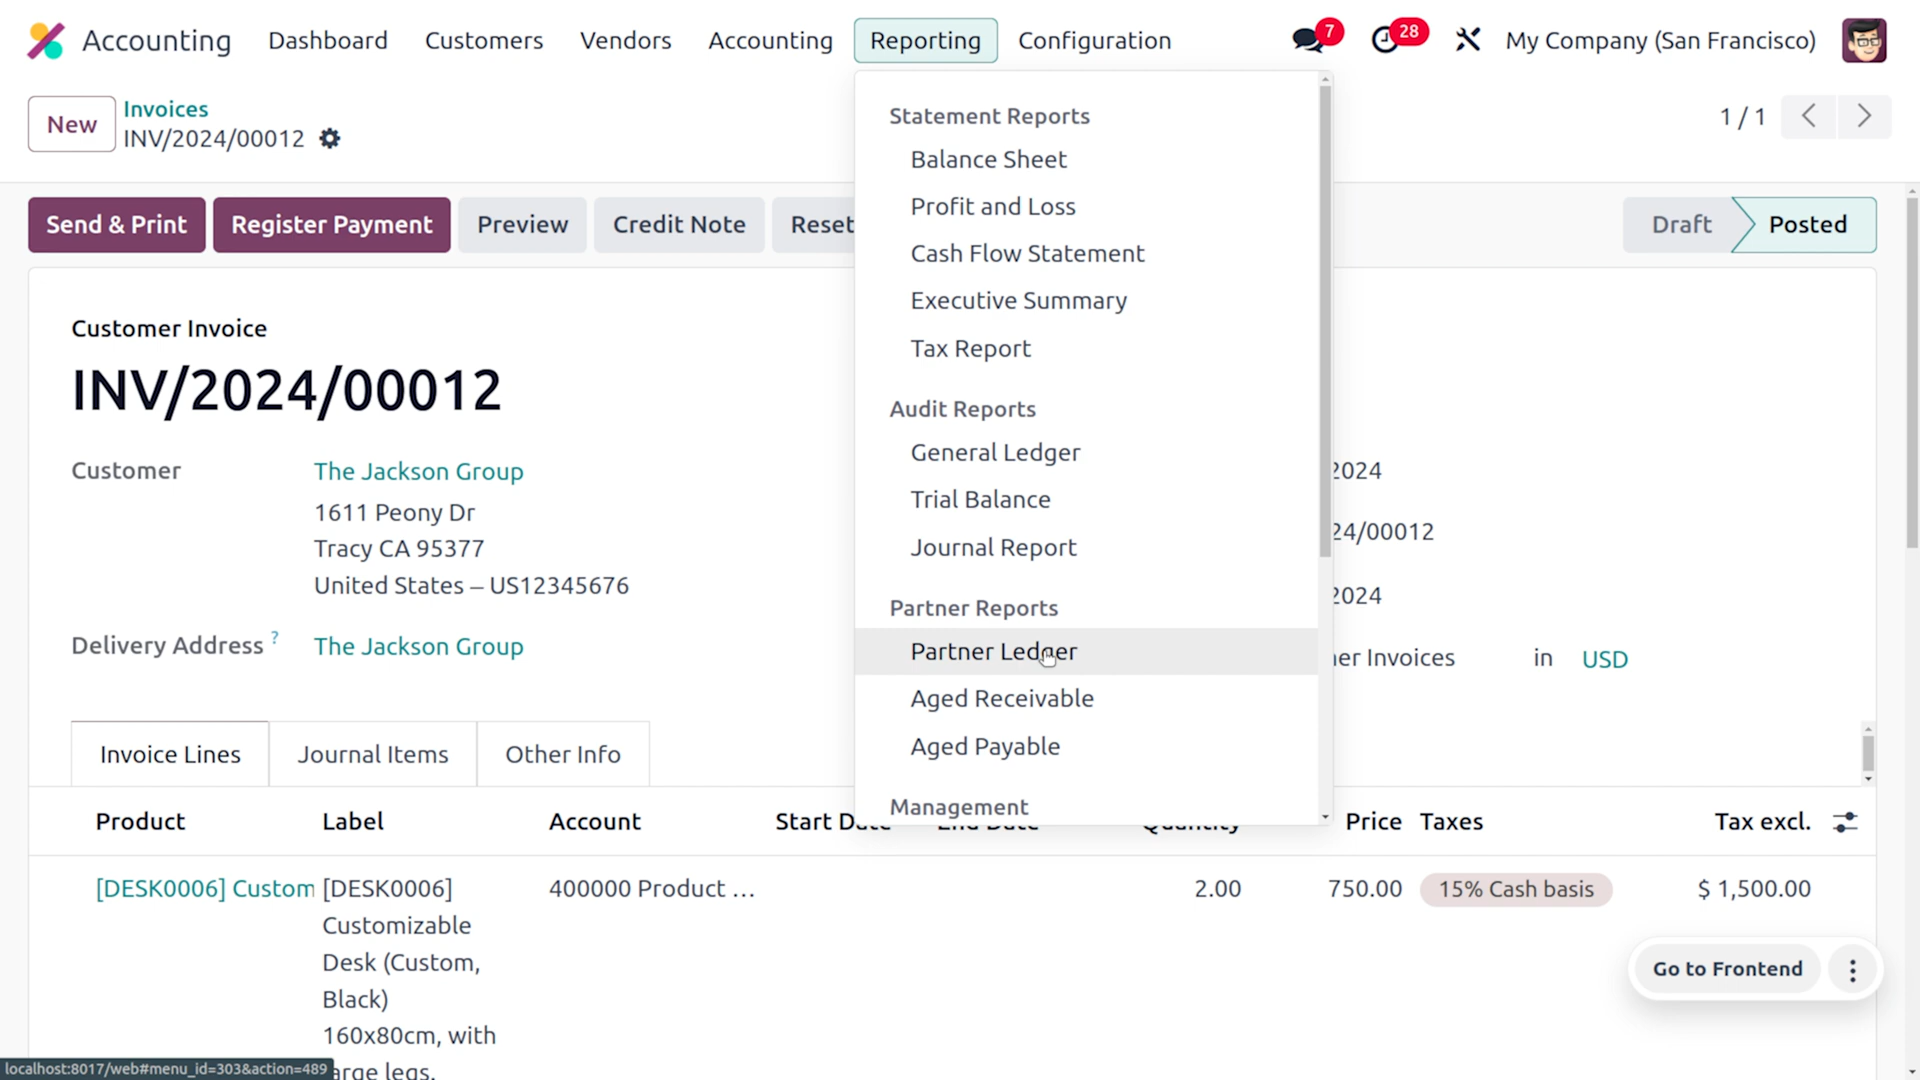 Accounting Dashboard Customers Vendors Accounting Reporting Configuration 7 28 My Company (San Francisco)
New
Invoices
INV/2024/00012
1 / 1
Statement Reports
Balance Sheet
Profit and Loss
Cash Flow Statement
Executive Summary
Tax Report
Audit Reports
General Ledger
Trial Balance
Journal Report
Partner Reports
Partner Ledger
Aged Receivable
Aged Payable
Management
Send & Print Register Payment Preview Credit Note Reset Draft Posted
Customer Invoice
INV/2024/00012
Customer The Jackson Group
1611 Peony Dr
Tracy CA 95377
United States – US12345676
Delivery Address ? The Jackson Group
2024
24/00012
2024
er Invoices in USD
Invoice Lines Journal Items Other Info
Product Label Account Start Date End Date Quantity Price Taxes Tax excl.
[DESK0006] Custom [DESK0006] 400000 Product ... 2.00 750.00 15% Cash basis $ 1,500.00
Customizable
Desk (Custom,
Black)
160x80cm, with
large legs.
Go to Frontend
localhost:8017/web#menu_id=303&action=489